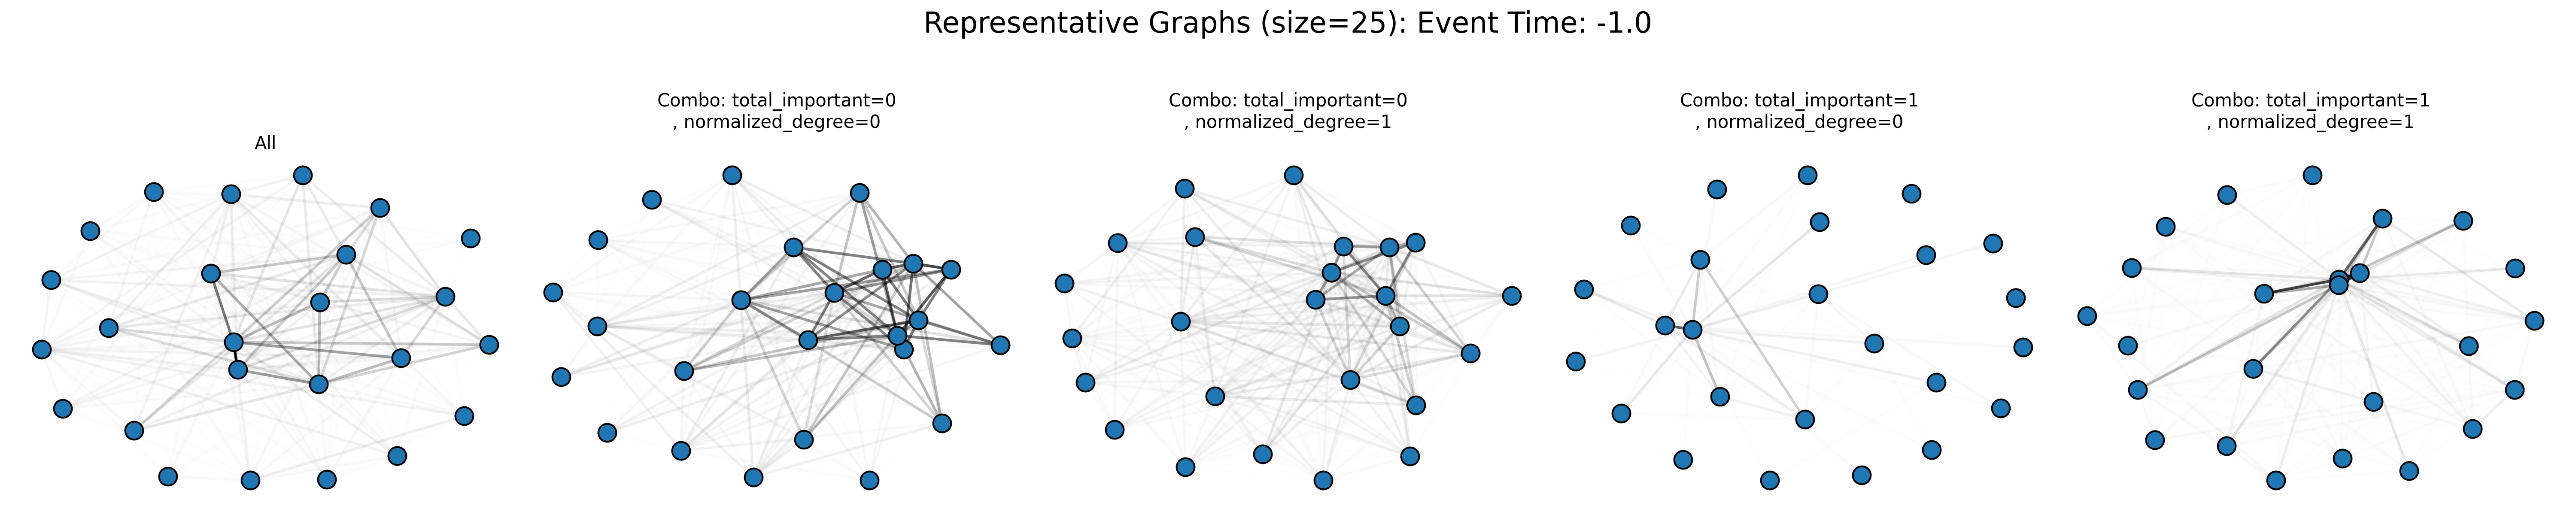 Representative Graphs (size=25): Event Time: -1.0
All
Combo: total_important=0
, normalized_degree=0
Combo: total_important=0
, normalized_degree=1
Combo: total_important=1
, normalized_degree=0
Combo: total_important=1
, normalized_degree=1